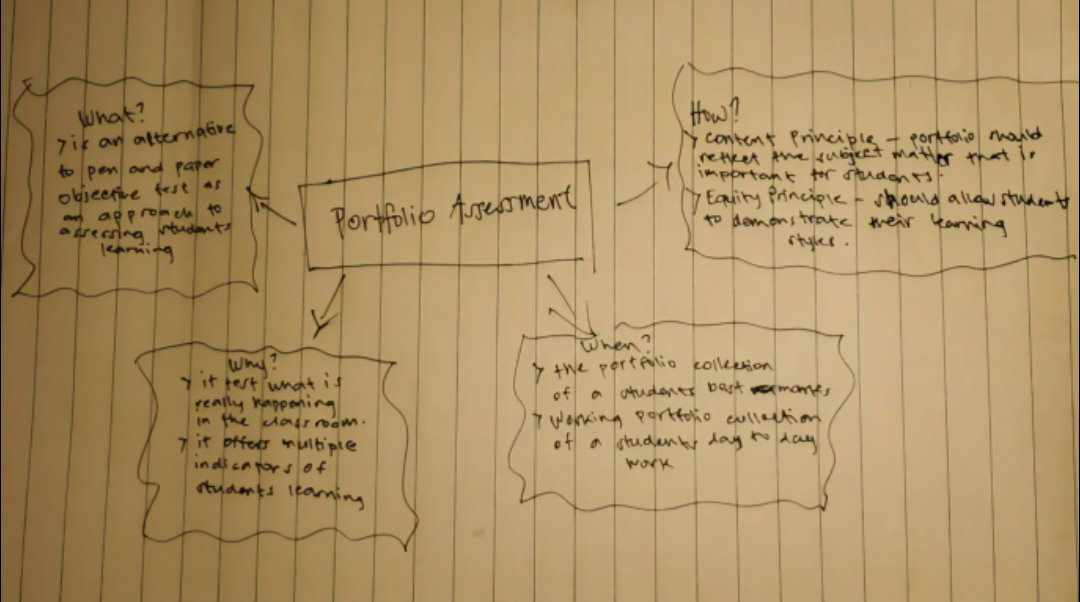 Portfolio Assessment
What?
> is an alternative
to pen and paper
objective test as
an approach to
assessing students
learning
How?
> content Principle - portfolio should
reflect the subject matter that is
important for students.
> Equity Principle - should allow students
to demonstrate their learning
styles.
Why?
> it test what is
really happening
in the classroom.
> it offers multiple
indicators of
students learning
When?
> the portfolio collection
of a students best
> Working portfolio collection
of a students day to day
work